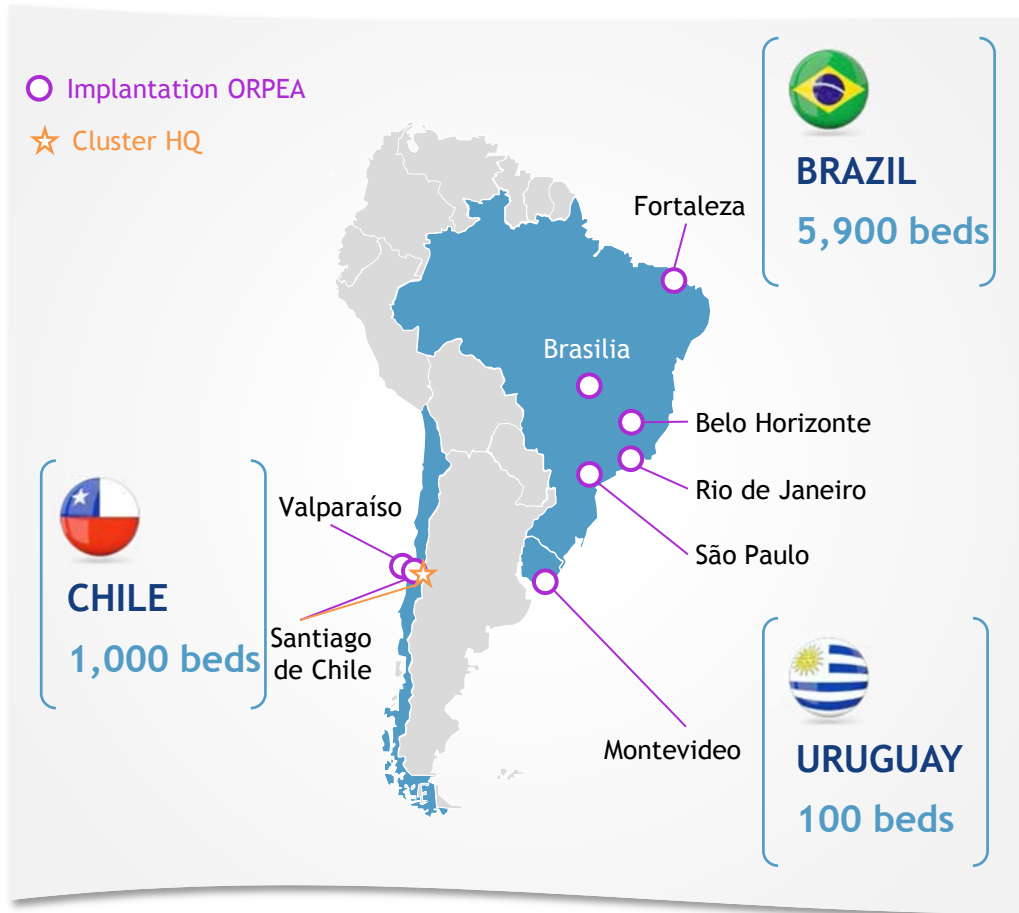 Implantation ORPEA
Cluster HQ
BRAZIL
5,900 beds
Fortaleza
Brasilia
Belo Horizonte
Rio de Janeiro
São Paulo
Valparaíso
CHILE
1,000 beds
Santiago
de Chile
Montevideo
URUGUAY
100 beds